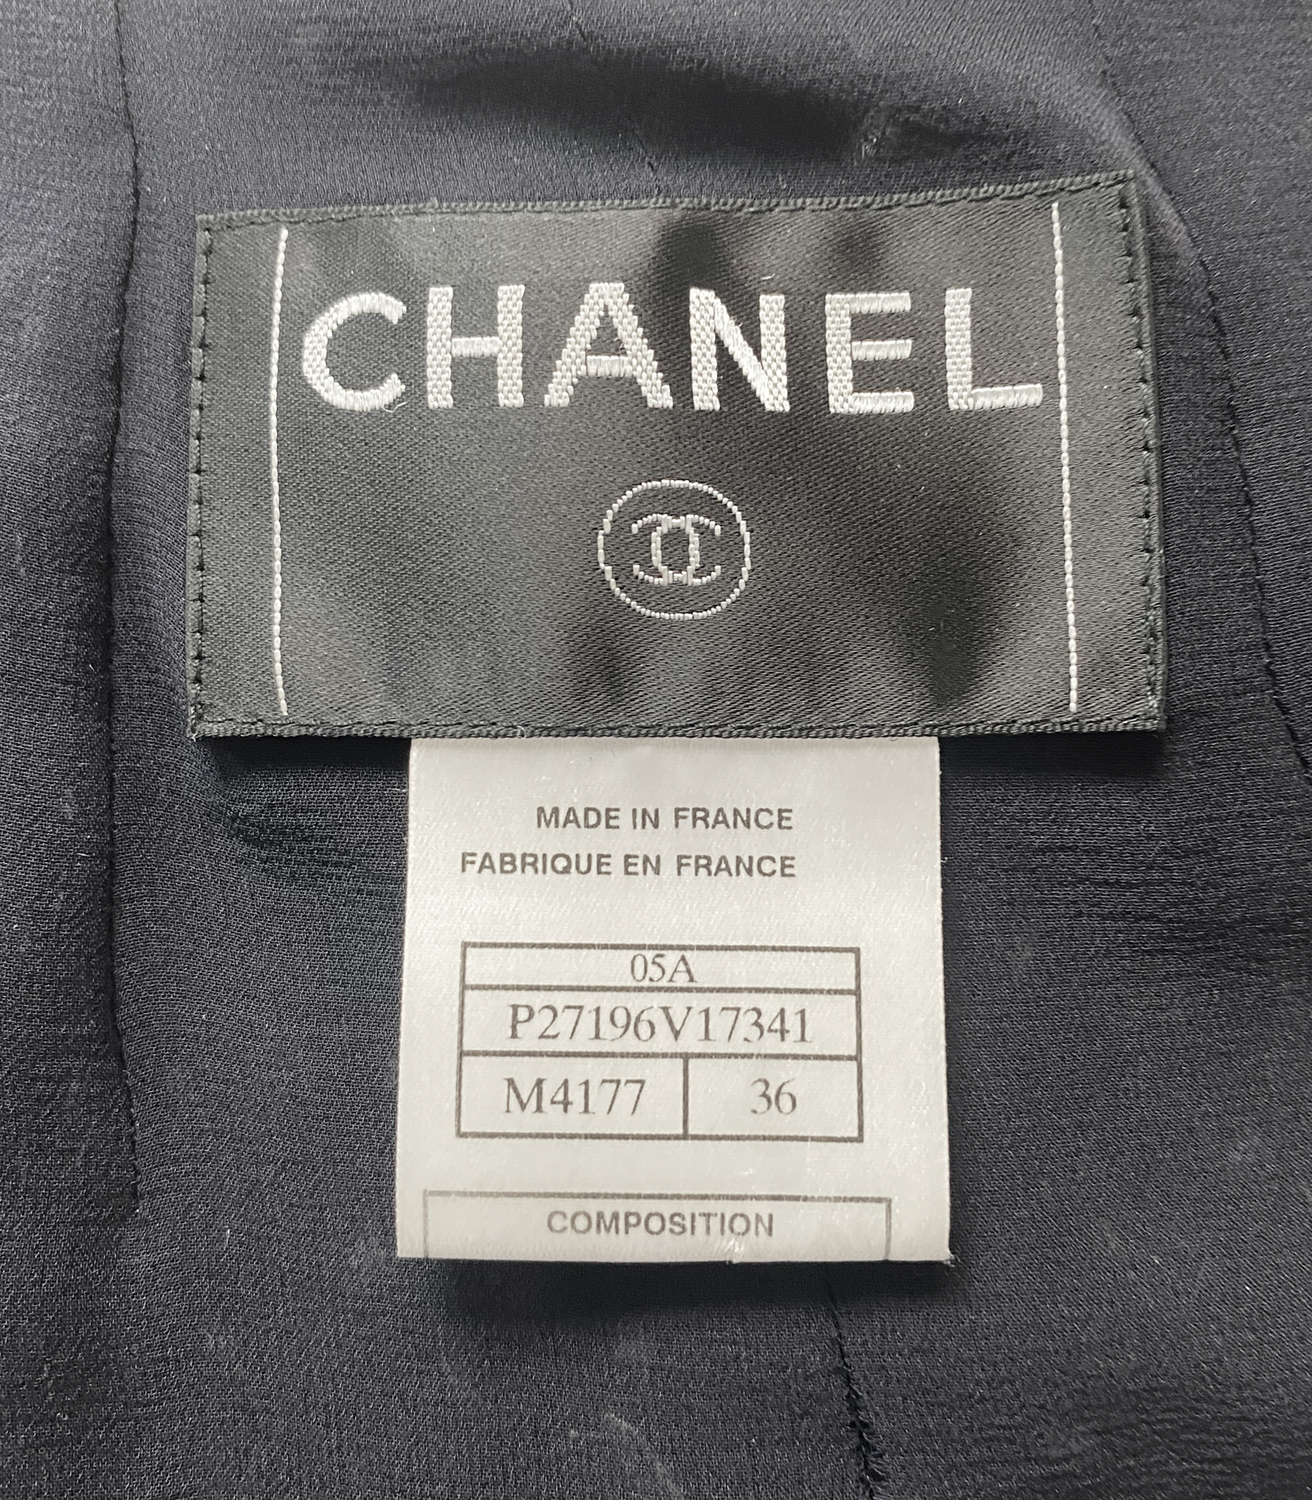 CHANEL
MADE IN FRANCE
FABRIQUE EN FRANCE
05A
P27196V17341
M4177 36
COMPOSITION